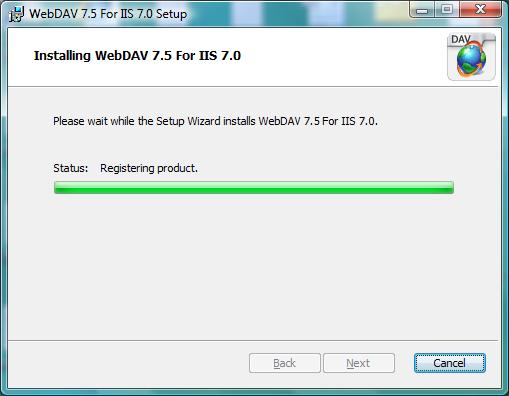 WebDAV 7.5 For IIS 7.0 Setup
Installing WebDAV 7.5 For IIS 7.0
DAV
Please wait while the Setup Wizard installs WebDAV 7.5 For IIS 7.0.
Status: Registering product.
Back Next Cancel